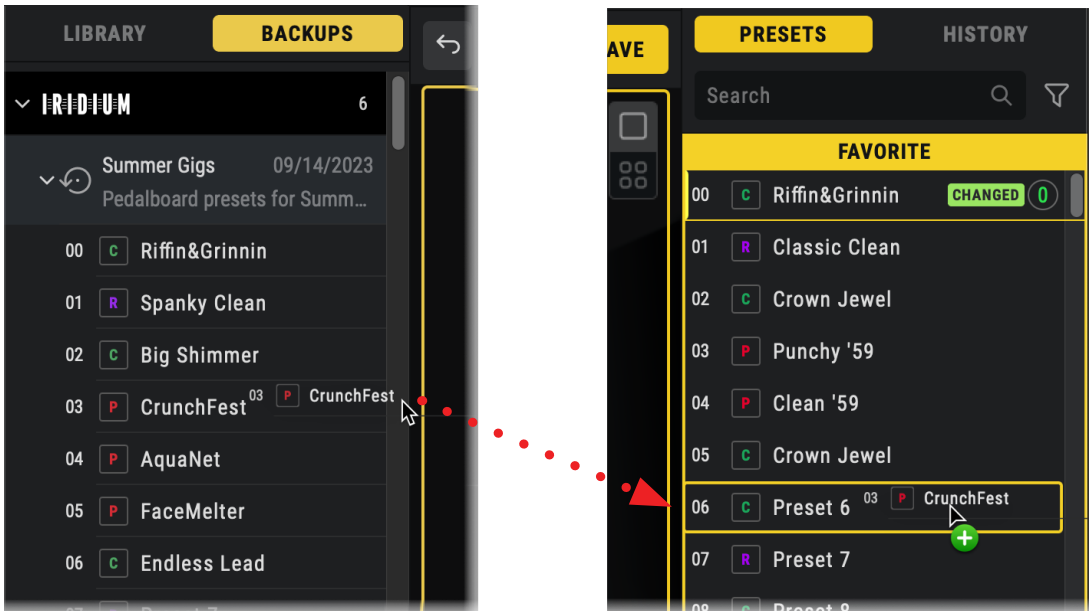 LIBRARY
BACKUPS
IRIDIUM
6
Summer Gigs 09/14/2023
Pedalboard presets for Summ...
00 C Riffin&Grinnin
01 R Spanky Clean
02 C Big Shimmer
03 P CrunchFest
03 P CrunchFest
04 P AquaNet
05 P FaceMelter
06 C Endless Lead
AVE
PRESETS
HISTORY
Search
FAVORITE
00 C Riffin&Grinnin CHANGED 0
01 R Classic Clean
02 C Crown Jewel
03 P Punchy '59
04 P Clean '59
05 C Crown Jewel
06 C Preset 6
03 P CrunchFest
07 R Preset 7
08 Preset 8